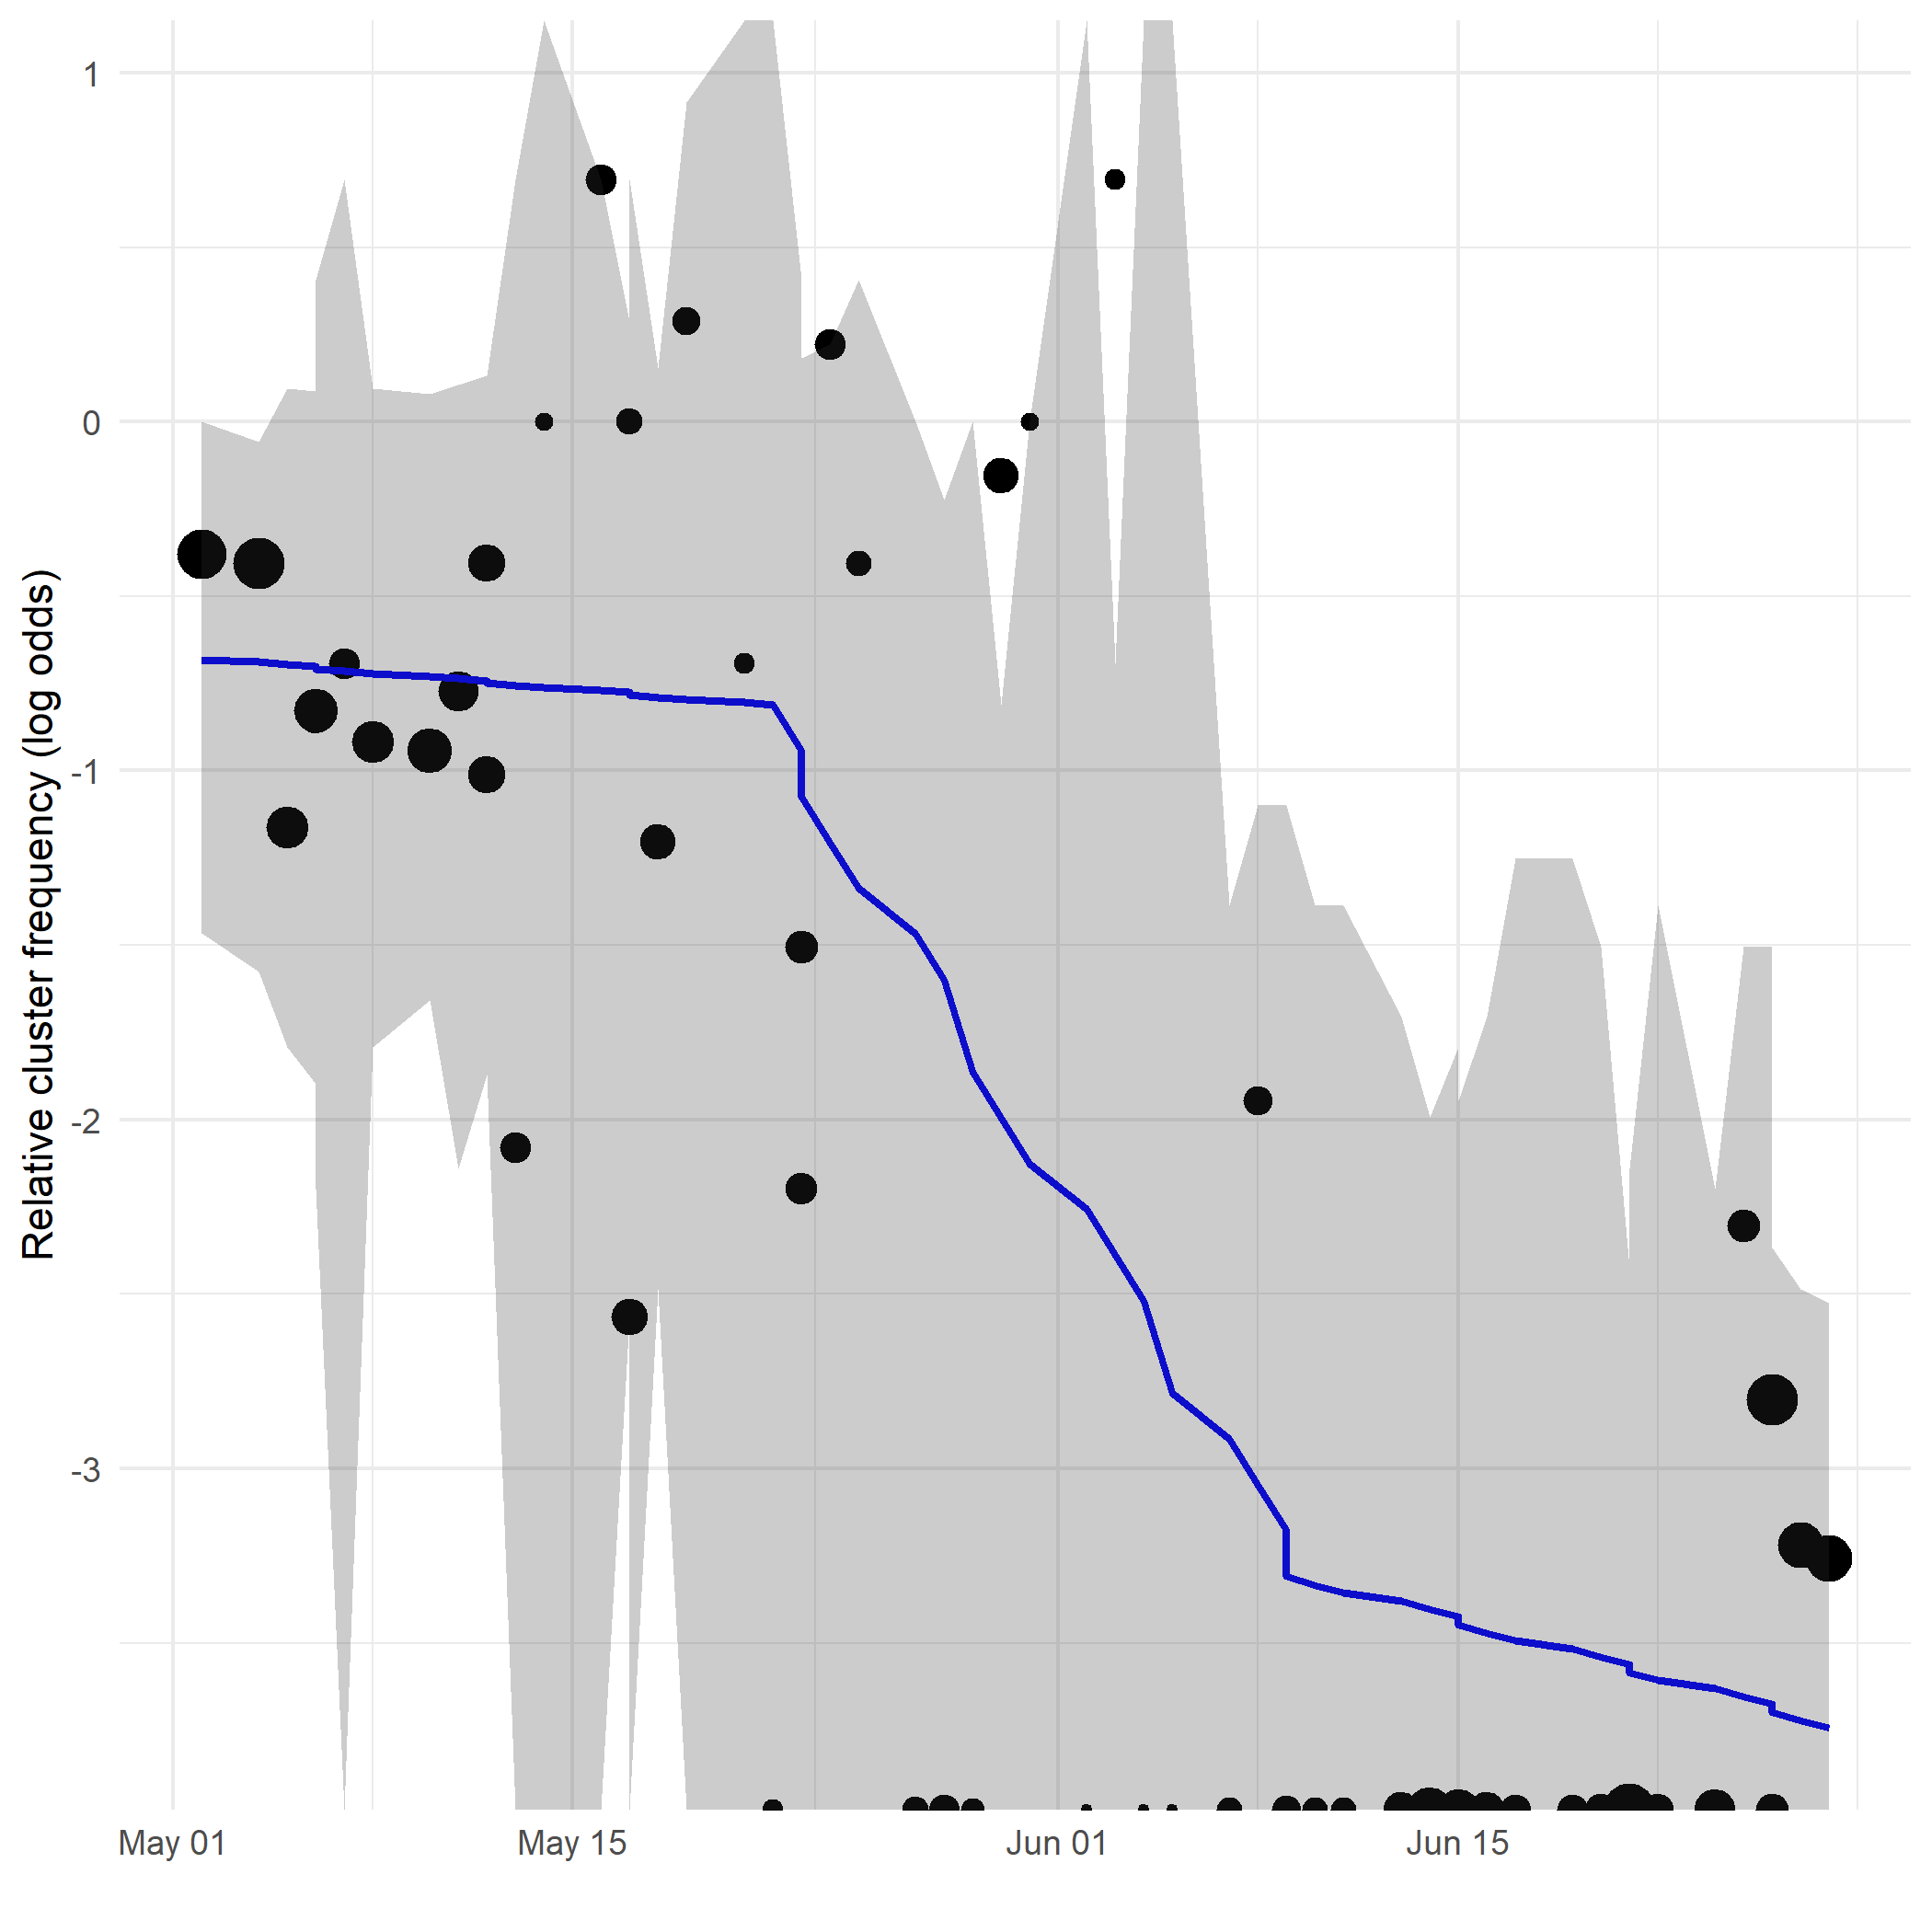 Relative cluster frequency (log odds)
1
0
-1
-2
-3
May 01
May 15
Jun 01
Jun 15